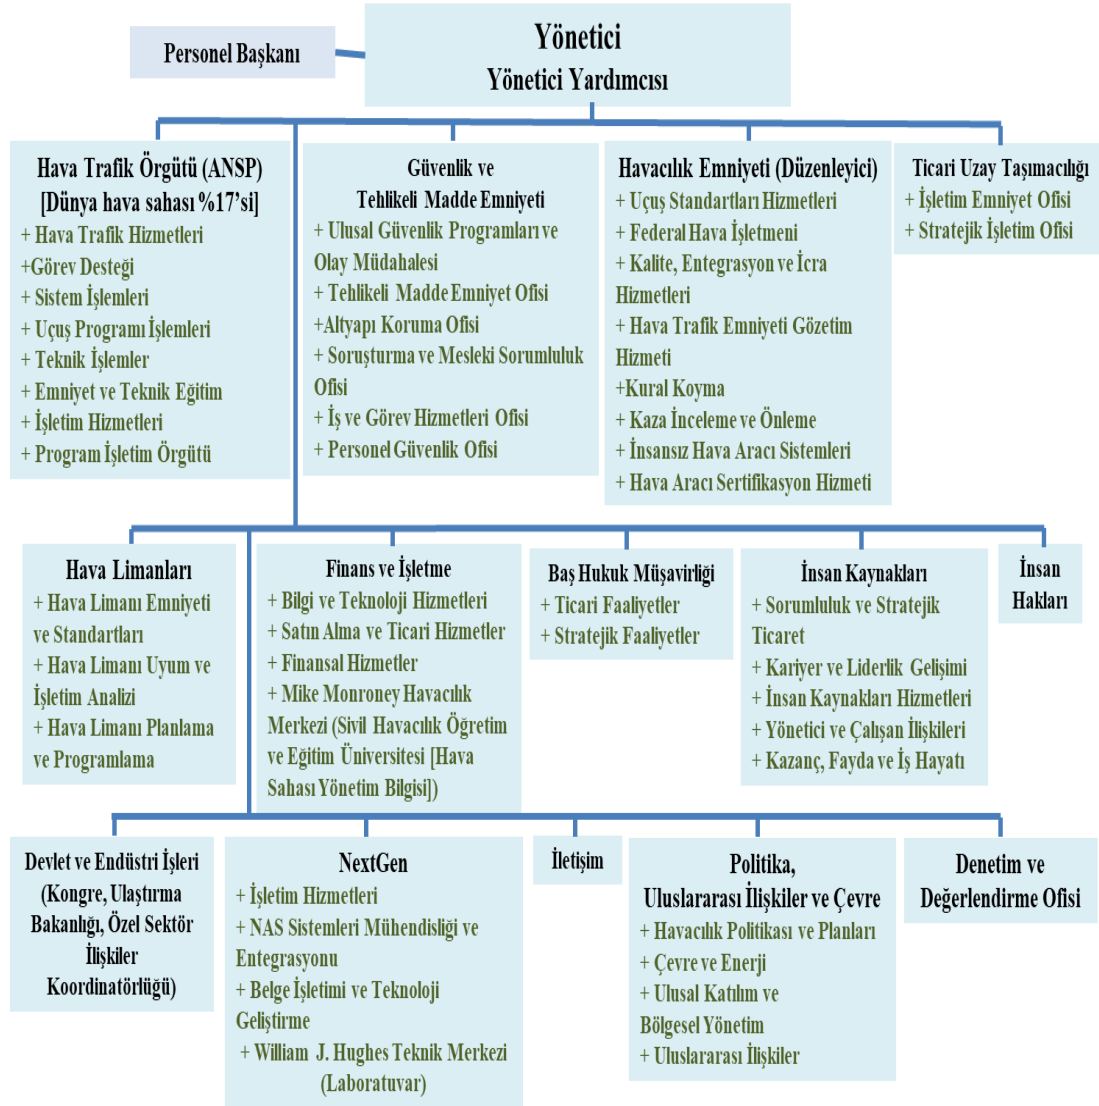 Personel Başkanı
Yönetici
Yönetici Yardımcısı
Hava Trafik Örgütü (ANSP)
[Dünya hava sahası %17'si]
+ Hava Trafik Hizmetleri
+Görev Desteği
+ Sistem İşlemleri
+ Uçuş Programı İşlemleri
+ Teknik İşlemler
+ Emniyet ve Teknik Eğitim
+ İşletim Hizmetleri
+ Program İşletim Örgütü
Güvenlik ve
Tehlikeli Madde Emniyeti
+ Ulusal Güvenlik Programları ve
Olay Müdahalesi
+ Tehlikeli Madde Emniyet Ofisi
+Altyapı Koruma Ofisi
+ Soruşturma ve Mesleki Sorumluluk
Ofisi
+ İş ve Görev Hizmetleri Ofisi
+ Personel Güvenlik Ofisi
Havacılık Emniyeti (Düzenleyici)
+ Uçuş Standartları Hizmetleri
+ Federal Hava İşletmeni
+ Kalite, Entegrasyon ve İcra
Hizmetleri
+ Hava Trafik Emniyeti Gözetim
Hizmeti
+Kural Koyma
+ Kaza İnceleme ve Önleme
+ İnsansız Hava Aracı Sistemleri
+ Hava Aracı Sertifikasyon Hizmeti
Ticari Uzay Taşımacılığı
+ İşletim Emniyet Ofisi
+ Stratejik İşletim Ofisi
Hava Limanları
+ Hava Limanı Emniyeti
ve Standartları
+ Hava Limanı Uyum ve
İşletim Analizi
+ Hava Limanı Planlama
ve Programlama
Finans ve İşletme
+ Bilgi ve Teknoloji Hizmetleri
+ Satın Alma ve Ticari Hizmetler
+ Finansal Hizmetler
+ Mike Monroney Havacılık
Merkezi (Sivil Havacılık Öğretim
ve Eğitim Üniversitesi [Hava
Sahası Yönetim Bilgisi])
Baş Hukuk Müşavirliği
+ Ticari Faaliyetler
+ Stratejik Faaliyetler
İnsan Kaynakları
+ Sorumluluk ve Stratejik
Ticaret
+ Kariyer ve Liderlik Gelişimi
+ İnsan Kaynakları Hizmetleri
+ Yönetici ve Çalışan İlişkileri
+ Kazanç, Fayda ve İş Hayatı
İnsan
Hakları
Devlet ve Endüstri İşleri
(Kongre, Ulaştırma
Bakanlığı, Özel Sektör
İlişkiler
Koordinatörlüğü)
NextGen
+ İşletim Hizmetleri
+ NAS Sistemleri Mühendisliği ve
Entegrasyonu
+ Belge İşletimi ve Teknoloji
Geliştirme
+ William J. Hughes Teknik Merkezi
(Laboratuvar)
İletişim
Politika,
Uluslararası İlişkiler ve Çevre
+ Havacılık Politikası ve Planları
+ Çevre ve Enerji
+ Ulusal Katılım ve
Bölgesel Yönetim
+ Uluslararası İlişkiler
Denetim ve
Değerlendirme Ofisi